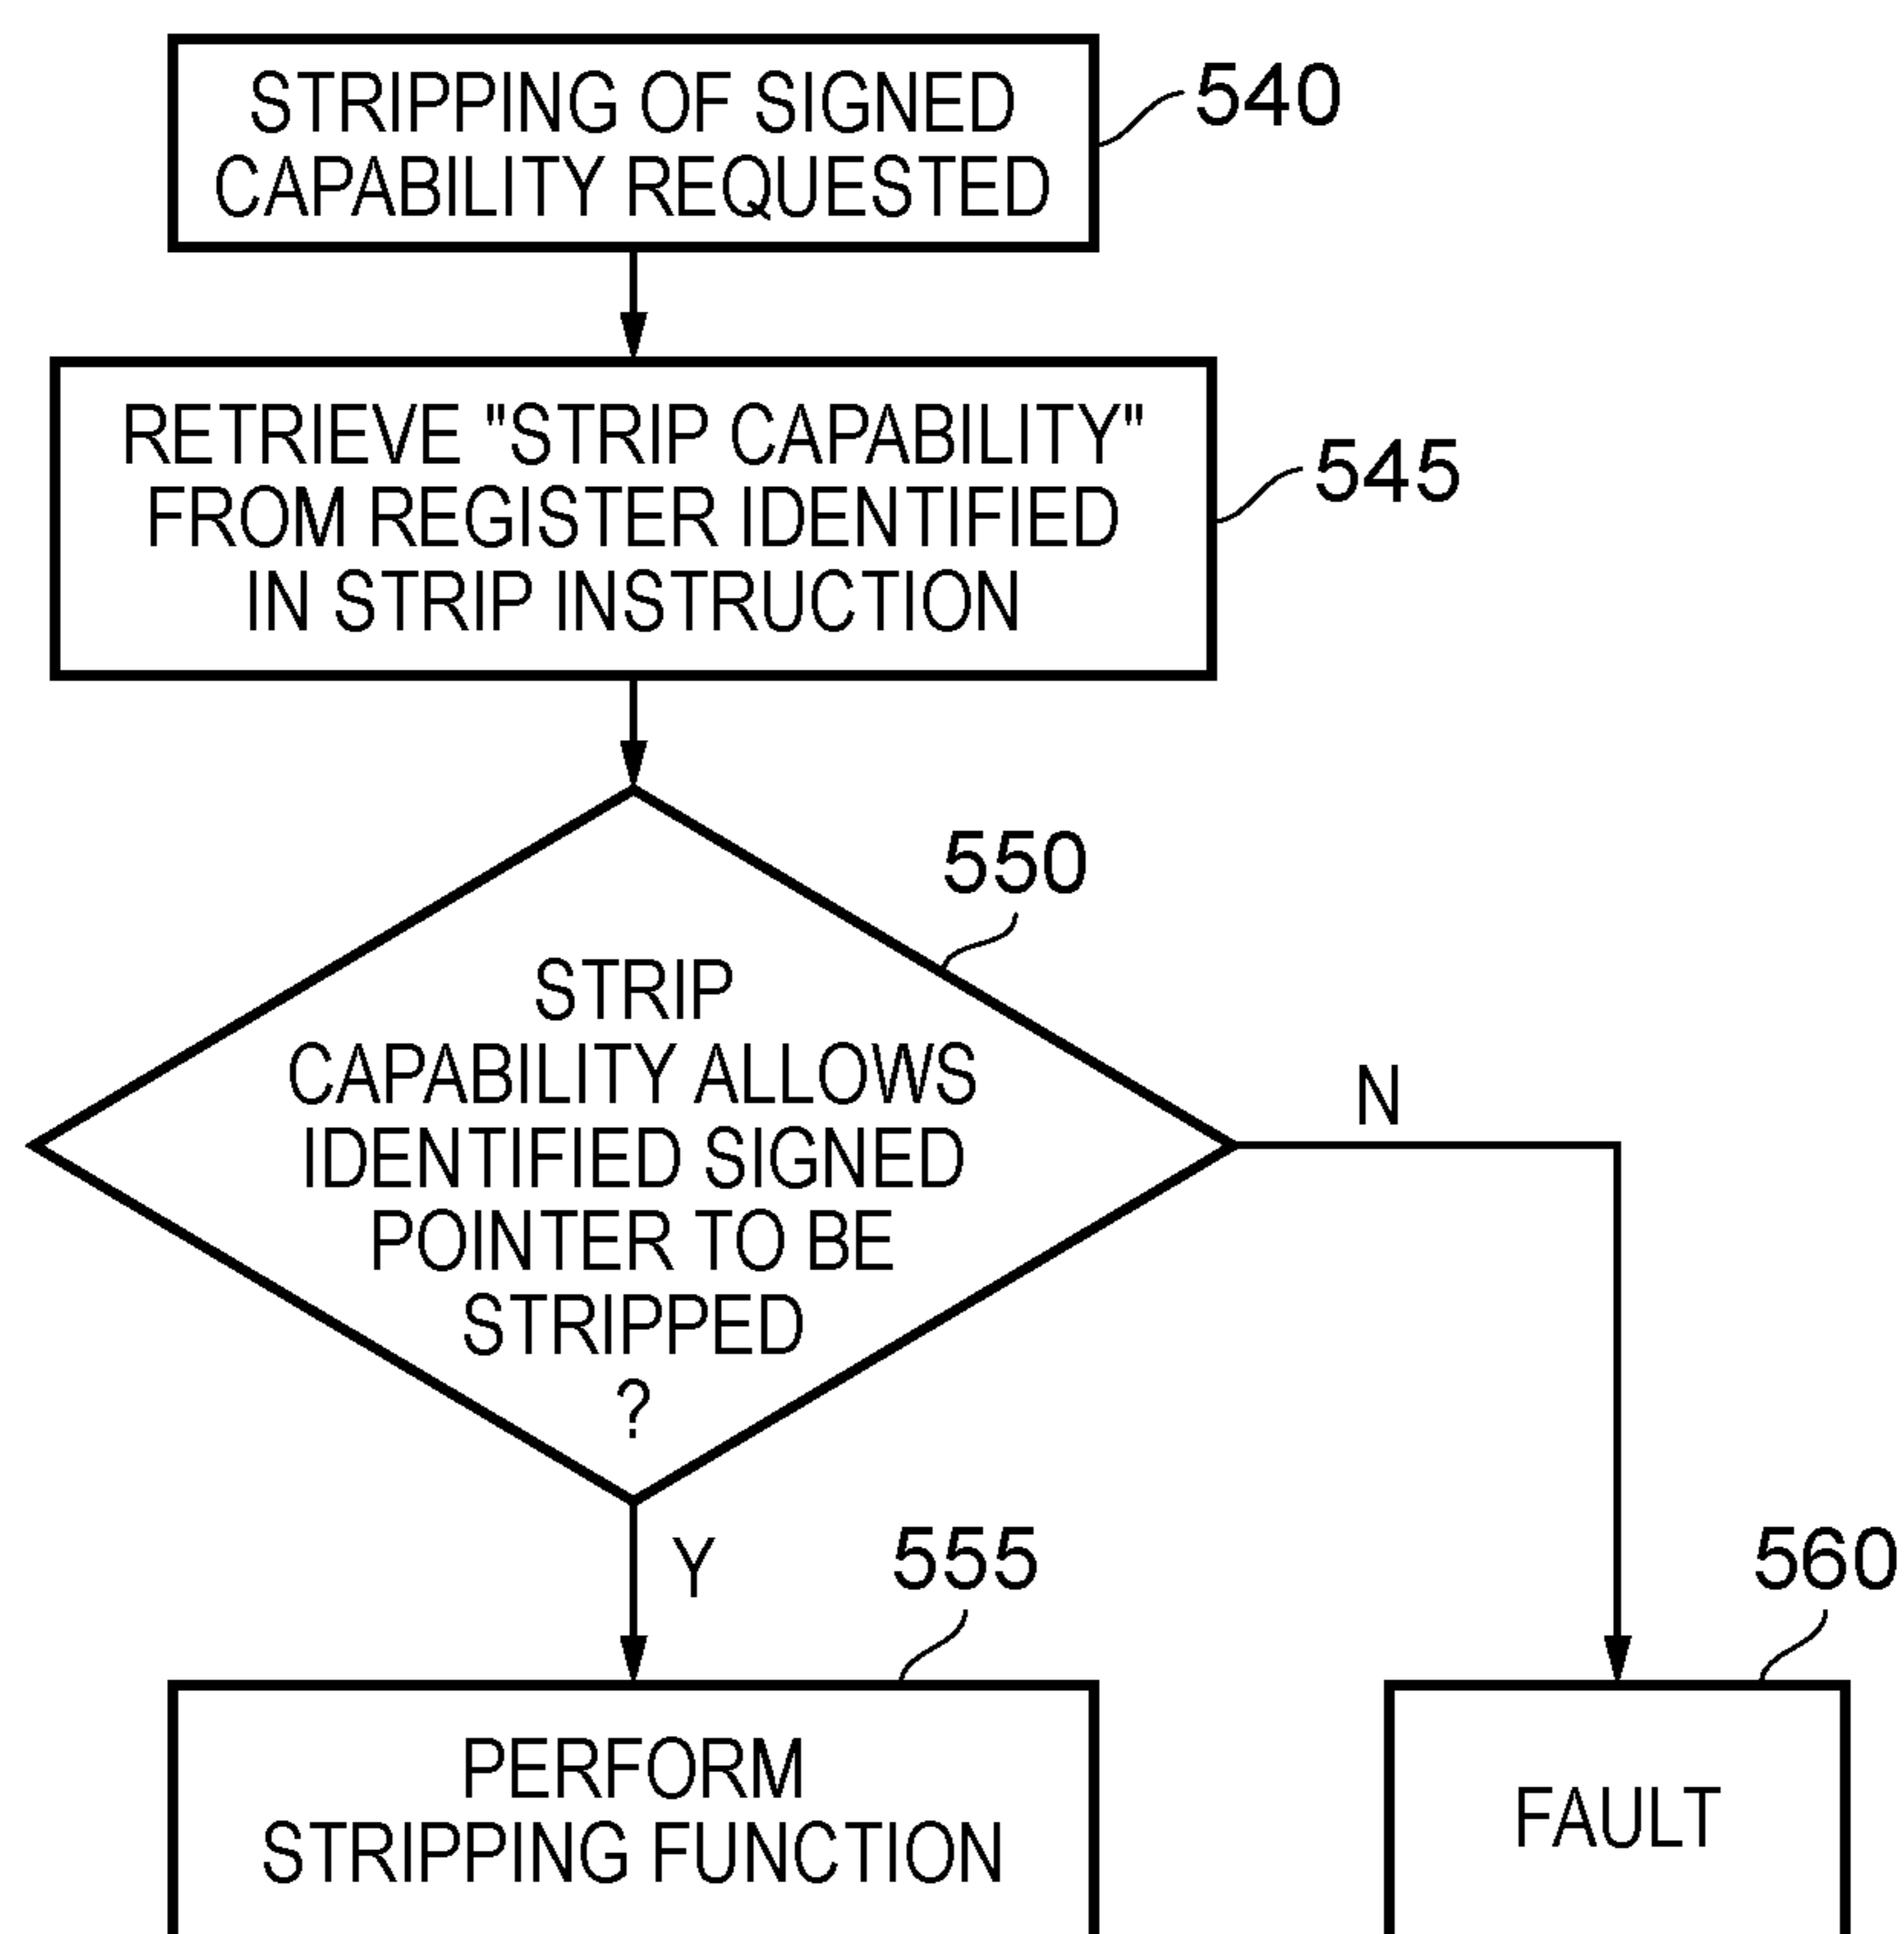 STRIPPING OF SIGNED
CAPABILITY REQUESTED
540
RETRIEVE "STRIP CAPABILITY"
FROM REGISTER IDENTIFIED
IN STRIP INSTRUCTION
545
550
STRIP
CAPABILITY ALLOWS
IDENTIFIED SIGNED
POINTER TO BE
STRIPPED
?
N
Y
555
560
PERFORM
STRIPPING FUNCTION
FAULT